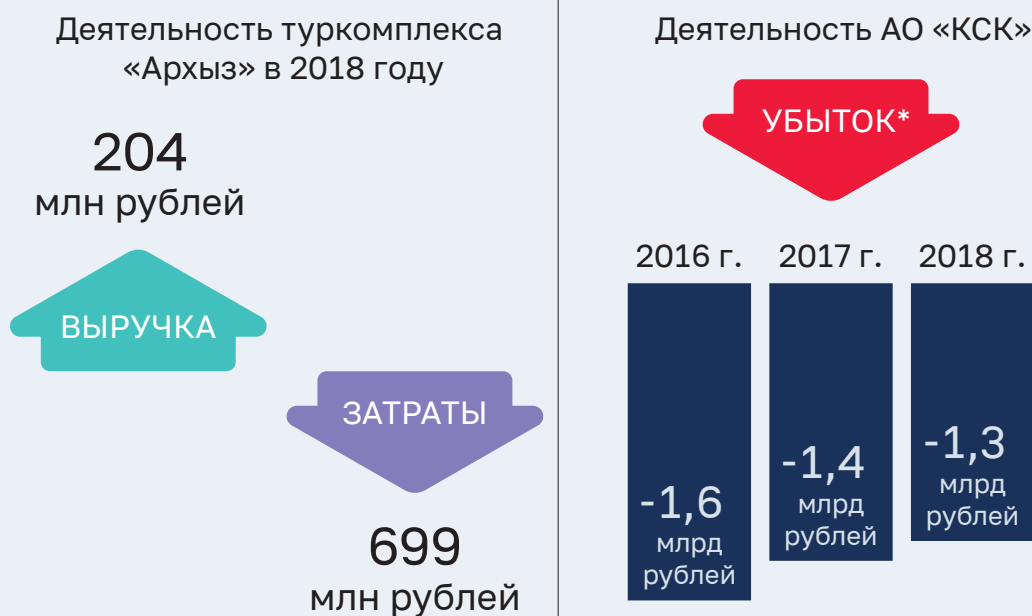 Деятельность туркомплекса
«Архыз» в 2018 году
204
млн рублей
ВЫРУЧКА
ЗАТРАТЫ
699
млн рублей
Деятельность АО «КСК»
УБЫТОК*
2016 г.
2017 г.
2018 г.
-1,6
млрд
рублей
-1,4
млрд
рублей
-1,3
млрд
рублей